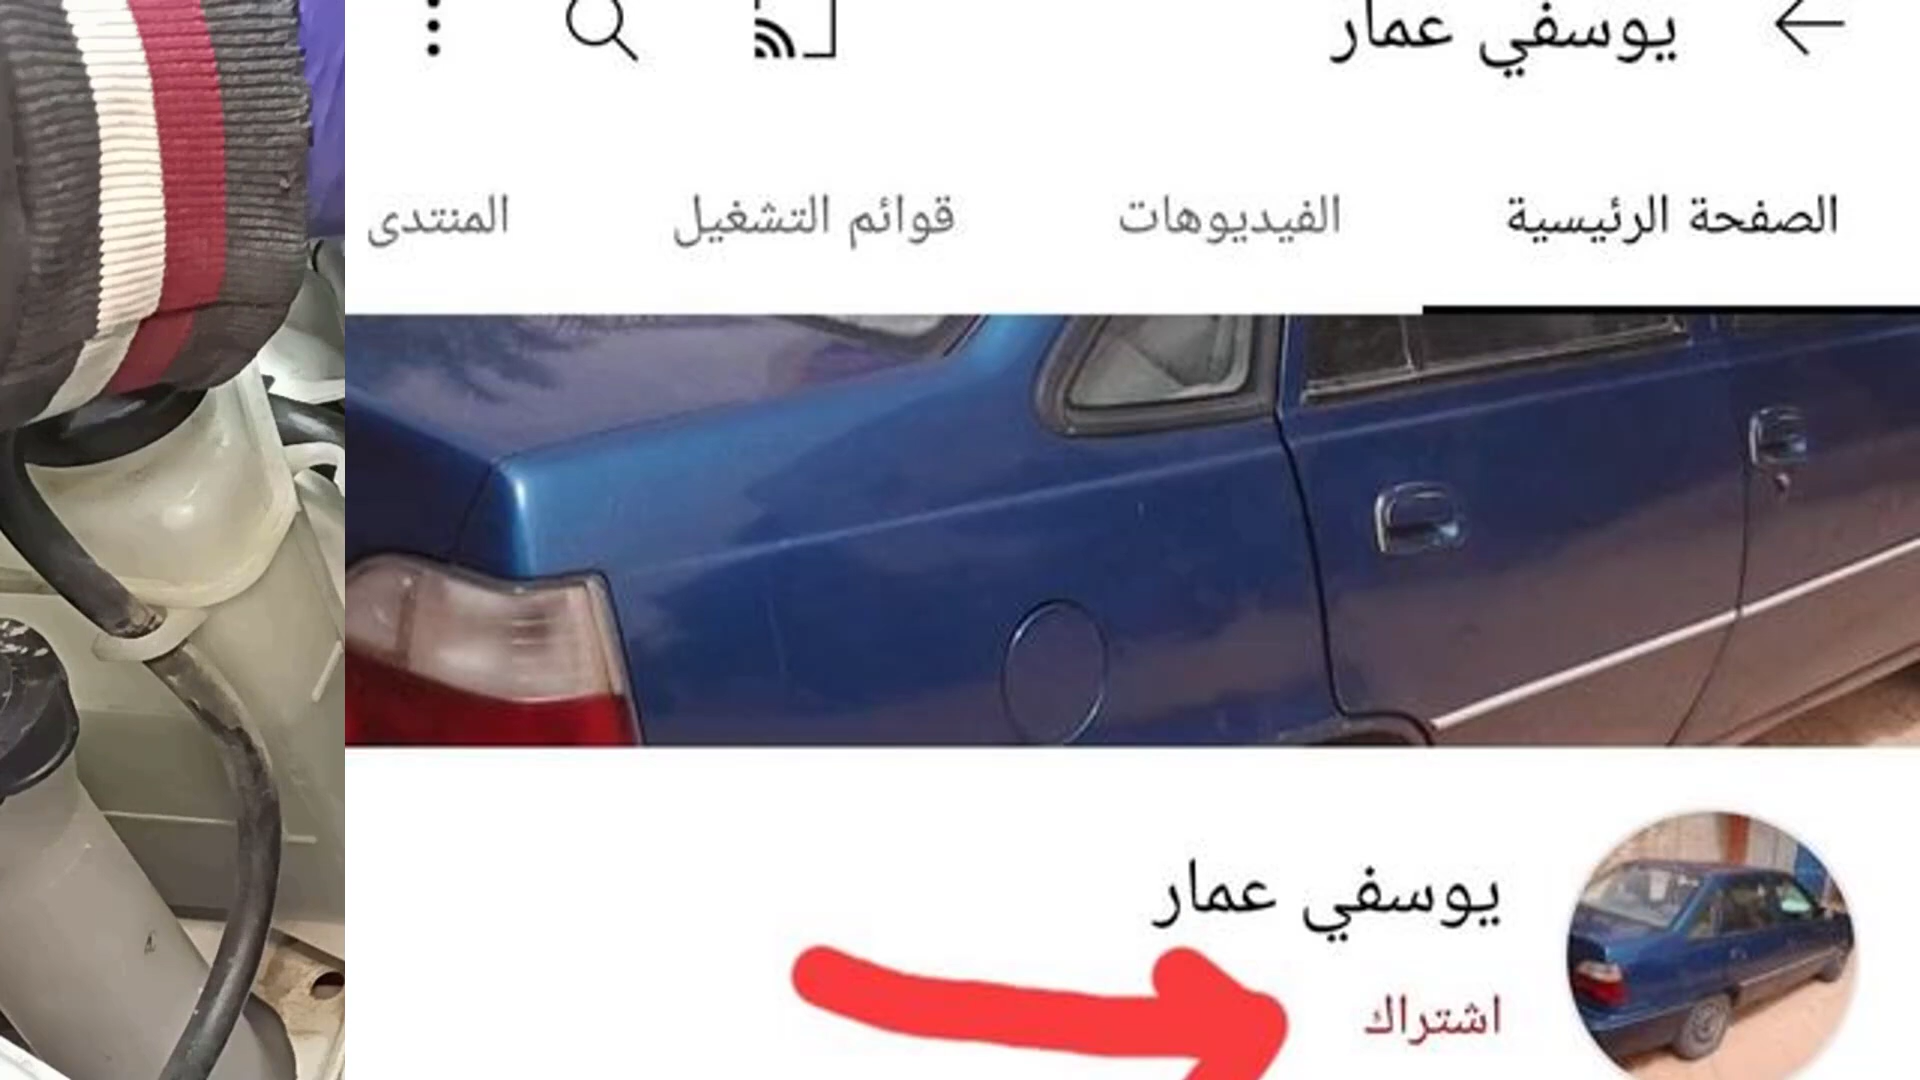 يوسفي عمار
الصفحة الرئيسية
الفيديوهات
قوائم التشغيل
المنتدى
يوسفي عمار
اشتراك